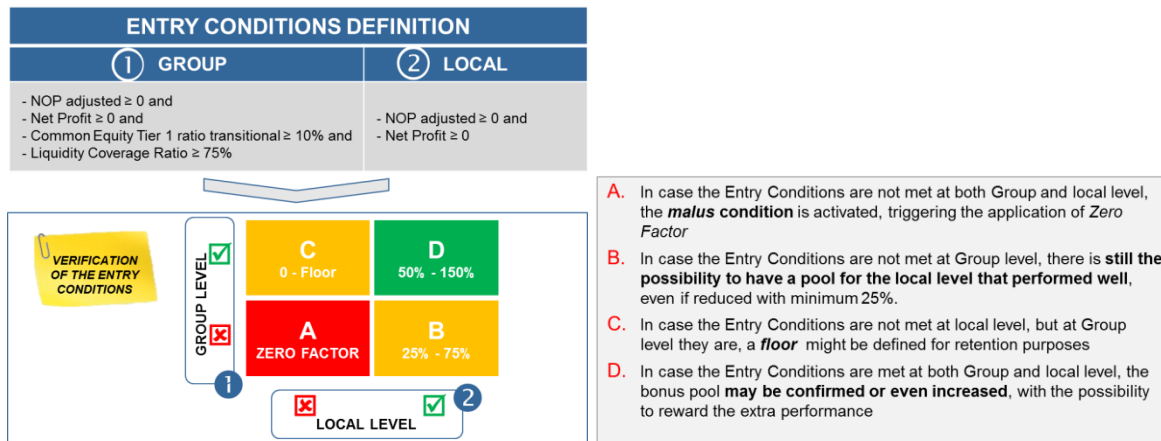 ENTRY CONDITIONS DEFINITION
1 GROUP
2 LOCAL
- NOP adjusted ≥ 0 and
- Net Profit ≥ 0 and
- Common Equity Tier 1 ratio transitional ≥ 10% and
- Liquidity Coverage Ratio ≥ 75%
- NOP adjusted ≥ 0 and
- Net Profit ≥ 0
VERIFICATION
OF THE ENTRY
CONDITIONS
GROUP LEVEL
1
C
0 - Floor
D
50% - 150%
A
ZERO FACTOR
B
25% - 75%
2
LOCAL LEVEL
A. In case the Entry Conditions are not met at both Group and local level,
the malus condition is activated, triggering the application of Zero
Factor
B. In case the Entry Conditions are not met at Group level, there is still the
possibility to have a pool for the local level that performed well,
even if reduced with minimum 25%.
C. In case the Entry Conditions are not met at local level, but at Group
level they are, a floor might be defined for retention purposes
D. In case the Entry Conditions are met at both Group and local level, the
bonus pool may be confirmed or even increased, with the possibility
to reward the extra performance